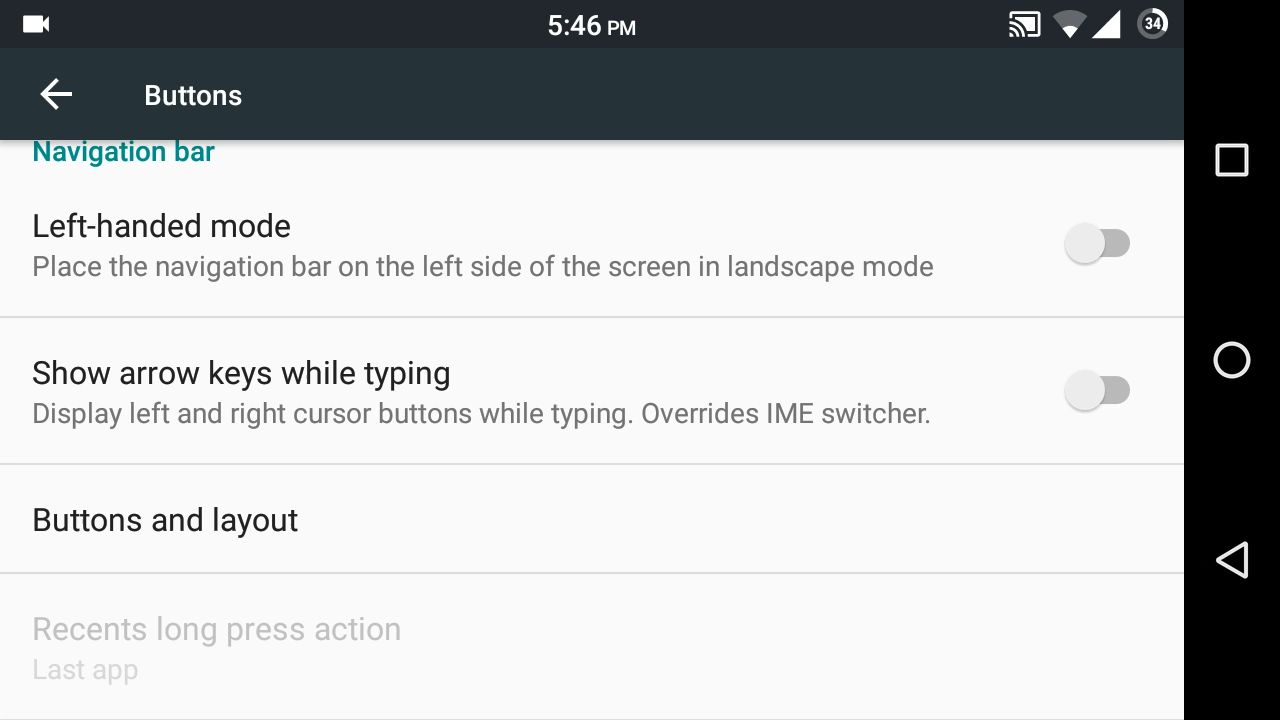 5:46 PM
34
Buttons
Navigation bar
Left-handed mode
Place the navigation bar on the left side of the screen in landscape mode
Show arrow keys while typing
Display left and right cursor buttons while typing. Overrides IME switcher.
Buttons and layout
Recents long press action
Last app